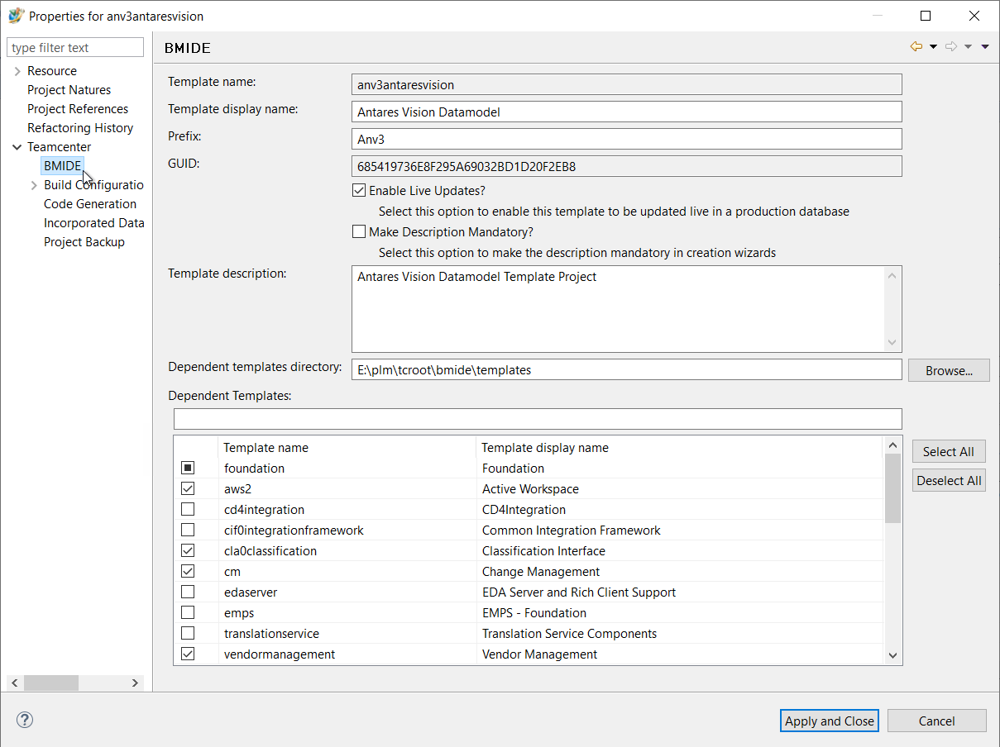 Properties for anv3antaresvision
type filter text
Resource
Project Natures
Project References
Refactoring History
Teamcenter
BMIDE
Build Configuratio
Code Generation
Incorporated Data
Project Backup
BMIDE
Template name: anv3antaresvision
Template display name: Antares Vision Datamodel
Prefix: Anv3
GUID: 685419736E8F295A69032BD1D20F2EB8
Enable Live Updates?
Select this option to enable this template to be updated live in a production database
Make Description Mandatory?
Select this option to make the description mandatory in creation wizards
Template description: Antares Vision Datamodel Template Project
Dependent templates directory: E:\plm\tcroot\bmide\templates Browse...
Dependent Templates:
Template name Template display name
foundation Foundation
aws2 Active Workspace
cd4integration CD4Integration
cif0integrationframework Common Integration Framework
cla0classification Classification Interface
cm Change Management
edaserver EDA Server and Rich Client Support
emps EMPS - Foundation
translationservice Translation Service Components
vendormanagement Vendor Management
Select All
Deselect All
?
Apply and Close Cancel